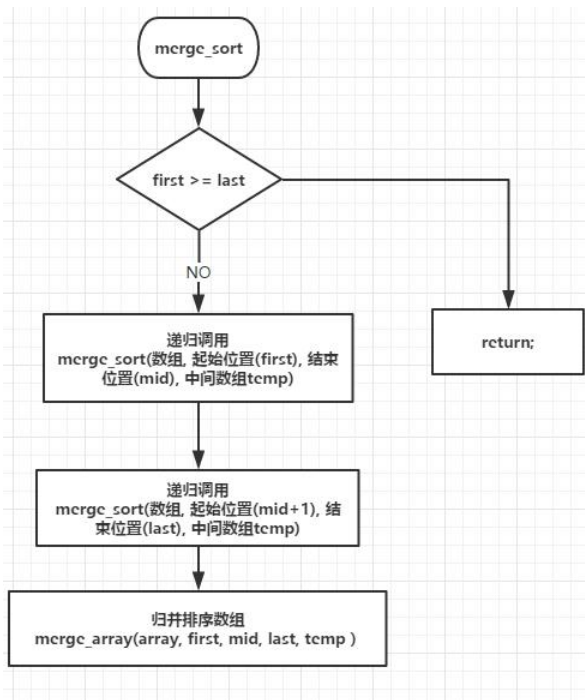 merge_sort
first >= last
NO
递归调用
merge_sort(数组, 起始位置(first), 结束
位置(mid), 中间数组temp)
return;
递归调用
merge_sort(数组, 起始位置(mid+1), 结
束位置(last), 中间数组temp)
归并排序数组
merge_array(array, first, mid, last, temp )